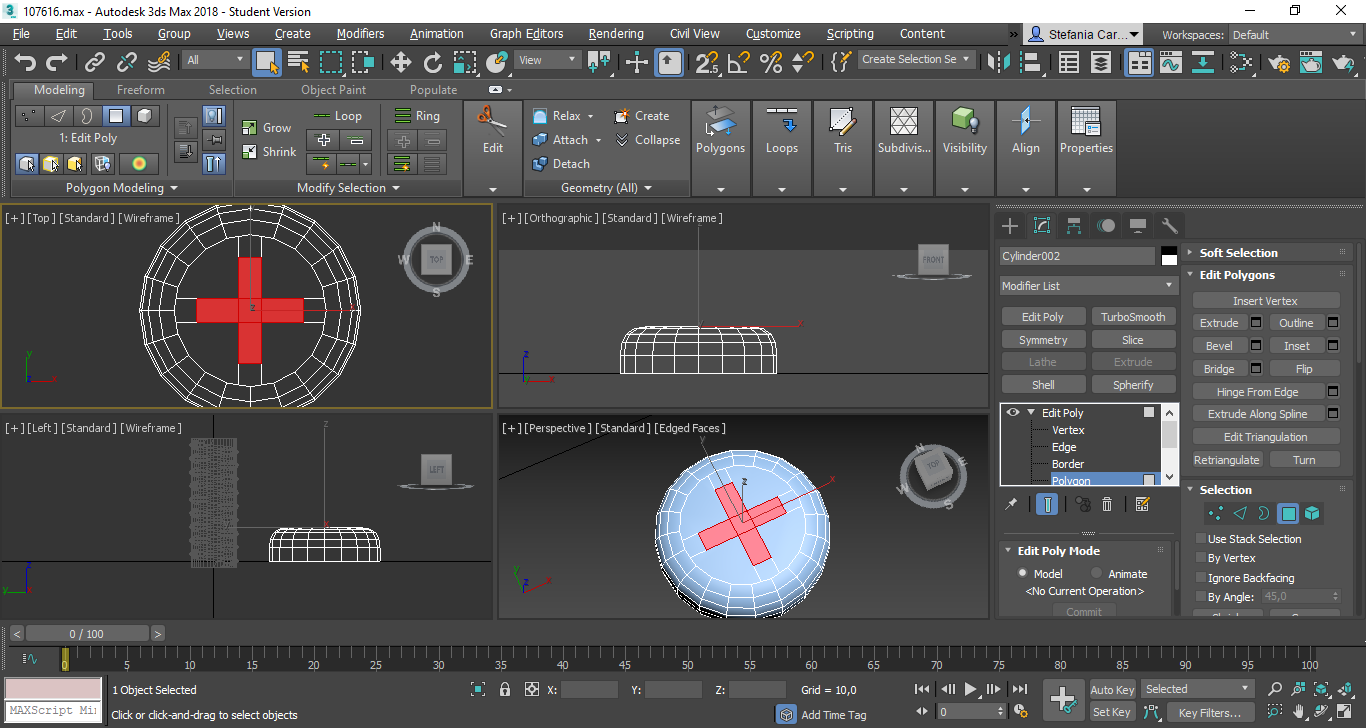 107616.max - Autodesk 3ds Max 2018 - Student Version
File Edit Tools Group Views Create Modifiers Animation Graph Editors Rendering Civil View Customize Scripting Content » Stefania Car... Workspaces: Default
All View Create Selection Se
Modeling Freeform Selection Object Paint Populate
Loop Ring Relax Create
1: Edit Poly Grow Attach Collapse
Edit Polygons Loops Tris Subdivis... Visibility Align Properties
Shrink Detach
Polygon Modeling Modify Selection Geometry (All)
[+] [Top] [Standard] [Wireframe]
N
W TOP E
S
z
x
y
z x
[+] [Orthographic] [Standard] [Wireframe]
FRONT
z
x
z
y x
Cylinder002
Modifier List
Edit Poly TurboSmooth
Symmetry Slice
Lathe Extrude
Shell Spherify
Edit Poly
Vertex
Edge
Border
Polygon
Soft Selection
Edit Polygons
Insert Vertex
Extrude Outline
Bevel Inset
Bridge Flip
Hinge From Edge
Extrude Along Spline
Edit Triangulation
Retriangulate Turn
Selection
Use Stack Selection
By Vertex
Ignore Backfacing
By Angle: 45,0
[+] [Left] [Standard] [Wireframe]
LEFT
z
x
z
y
[+] [Perspective] [Standard] [Edged Faces]
N
W TOP E
S
y
z
x
y
z x
Edit Poly Mode
Model Animate
<No Current Operation>
Commit
< 0 / 100 >
0 5 10 15 20 25 30 35 40 45 50 55 60 65 70 75 80 85 90 95 100
1 Object Selected X: Y: Z: Grid = 10,0 Auto Key Selected
MAXScript Mi
Click or click-and-drag to select objects Add Time Tag 0 Set Key Key Filters...